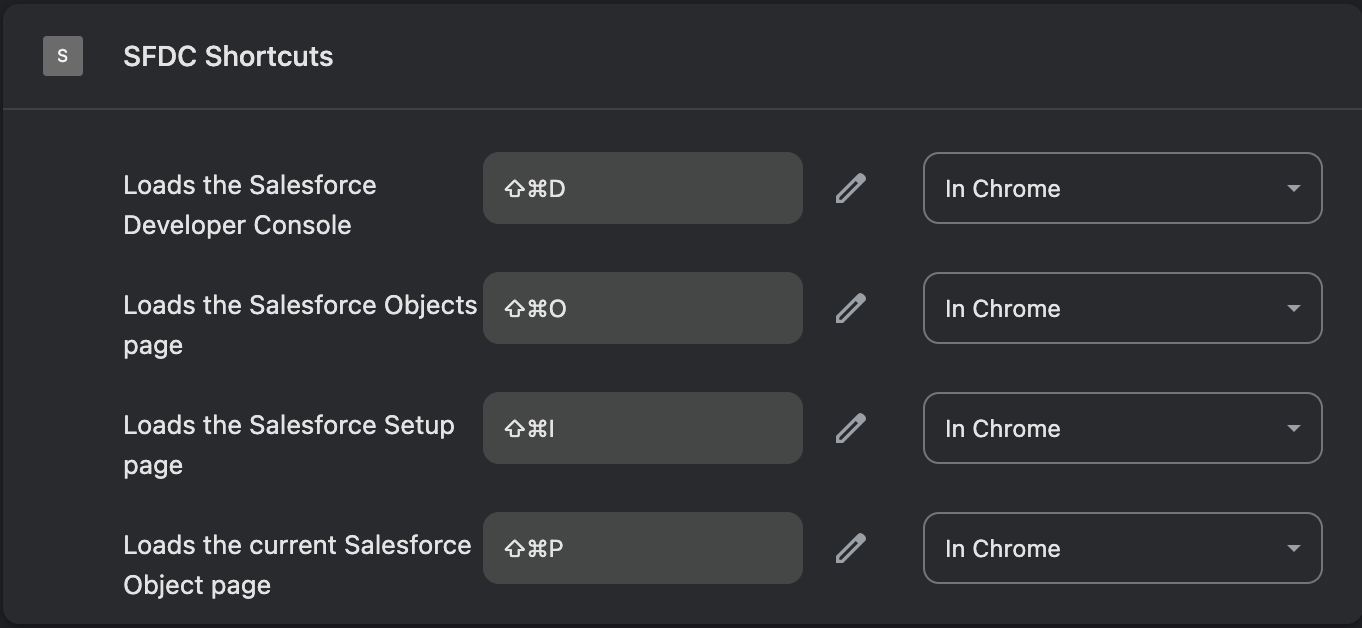 S
SFDC Shortcuts
Loads the Salesforce
Developer Console
⇧⌘D
In Chrome
Loads the Salesforce Objects
page
⇧⌘O
In Chrome
Loads the Salesforce Setup
page
⇧⌘I
In Chrome
Loads the current Salesforce
Object page
⇧⌘P
In Chrome